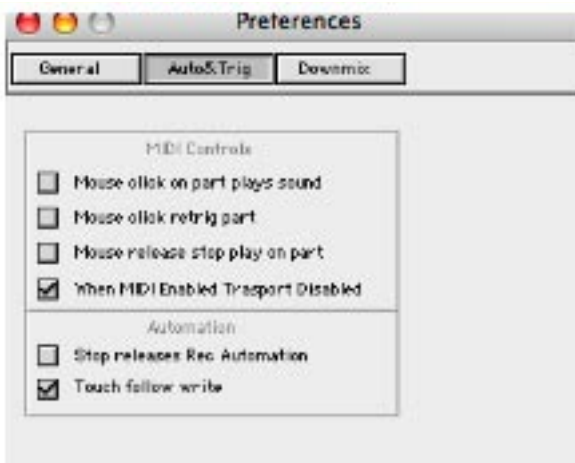 Preferences
General Auto&Trig Downmix
MIDI Controls
Mouse click on part plays sound
Mouse click retrig part
Mouse release stop play on part
When MIDI Enabled Trasport Disabled
Automation
Stop releases Rec Automation
Touch follow write